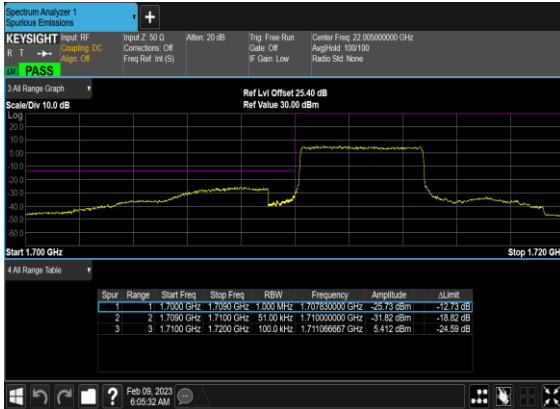 Spectrum Analyzer 1
Spurious Emissions
+
KEYSIGHT Input: RF Input Z: 50 Ω Atten: 20 dB Trig: Free Run Center Freq: 22.005000000 GHz
R T Coupling: DC Corrections: Off Gate: Off Avg|Hold: 100/100
Align: Off Freq Ref: Int (S) IF Gain: Low Radio Std: None
PASS
3 All Range Graph
Ref Lvl Offset 25.40 dB
Scale/Div 10.0 dB Ref Value 30.00 dBm
Log
20.0
10.0
0.00
-10.0
-20.0
-30.0
-40.0
-50.0
-60.0
Start 1.700 GHz Stop 1.720 GH
4 All Range Table
Spur Range Start Freq Stop Freq RBW Frequency Amplitude ΔLimit
1 1 1.7000 GHz 1.7090 GHz 1.000 MHz 1.707630000 GHz -25.73 dBm -12.73 dB
2 2 1.7090 GHz 1.7100 GHz 51.00 kHz 1.710000000 GHz -31.82 dBm -18.82 dB
3 3 1.7100 GHz 1.7200 GHz 100.0 kHz 1.711066667 GHz 5.412 dBm -24.59 dB
? Feb 09, 2023
6:05:32 AM